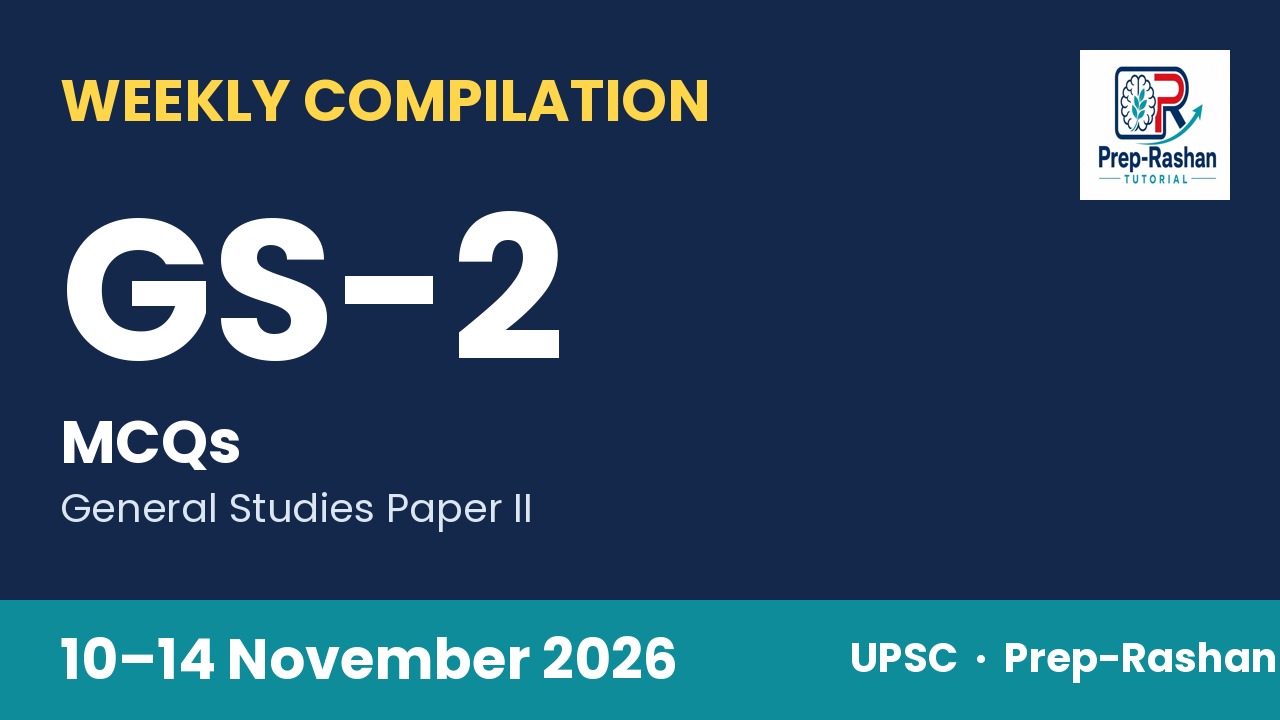 WEEKLY COMPILATION
PR
Prep-Rashan
TUTORIAL
GS-2
MCQs
General Studies Paper II
10–14 November 2026
UPSC · Prep-Rashan